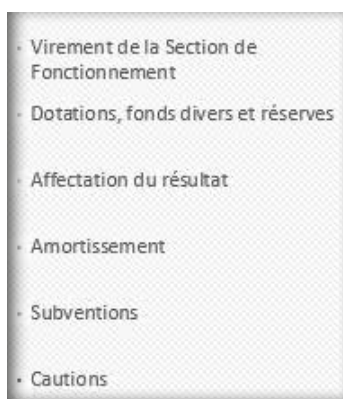 · Virement de la Section de
Fonctionnement
· Dotations, fonds divers et réserves
· Affectation du résultat
· Amortissement
· Subventions
· Cautions